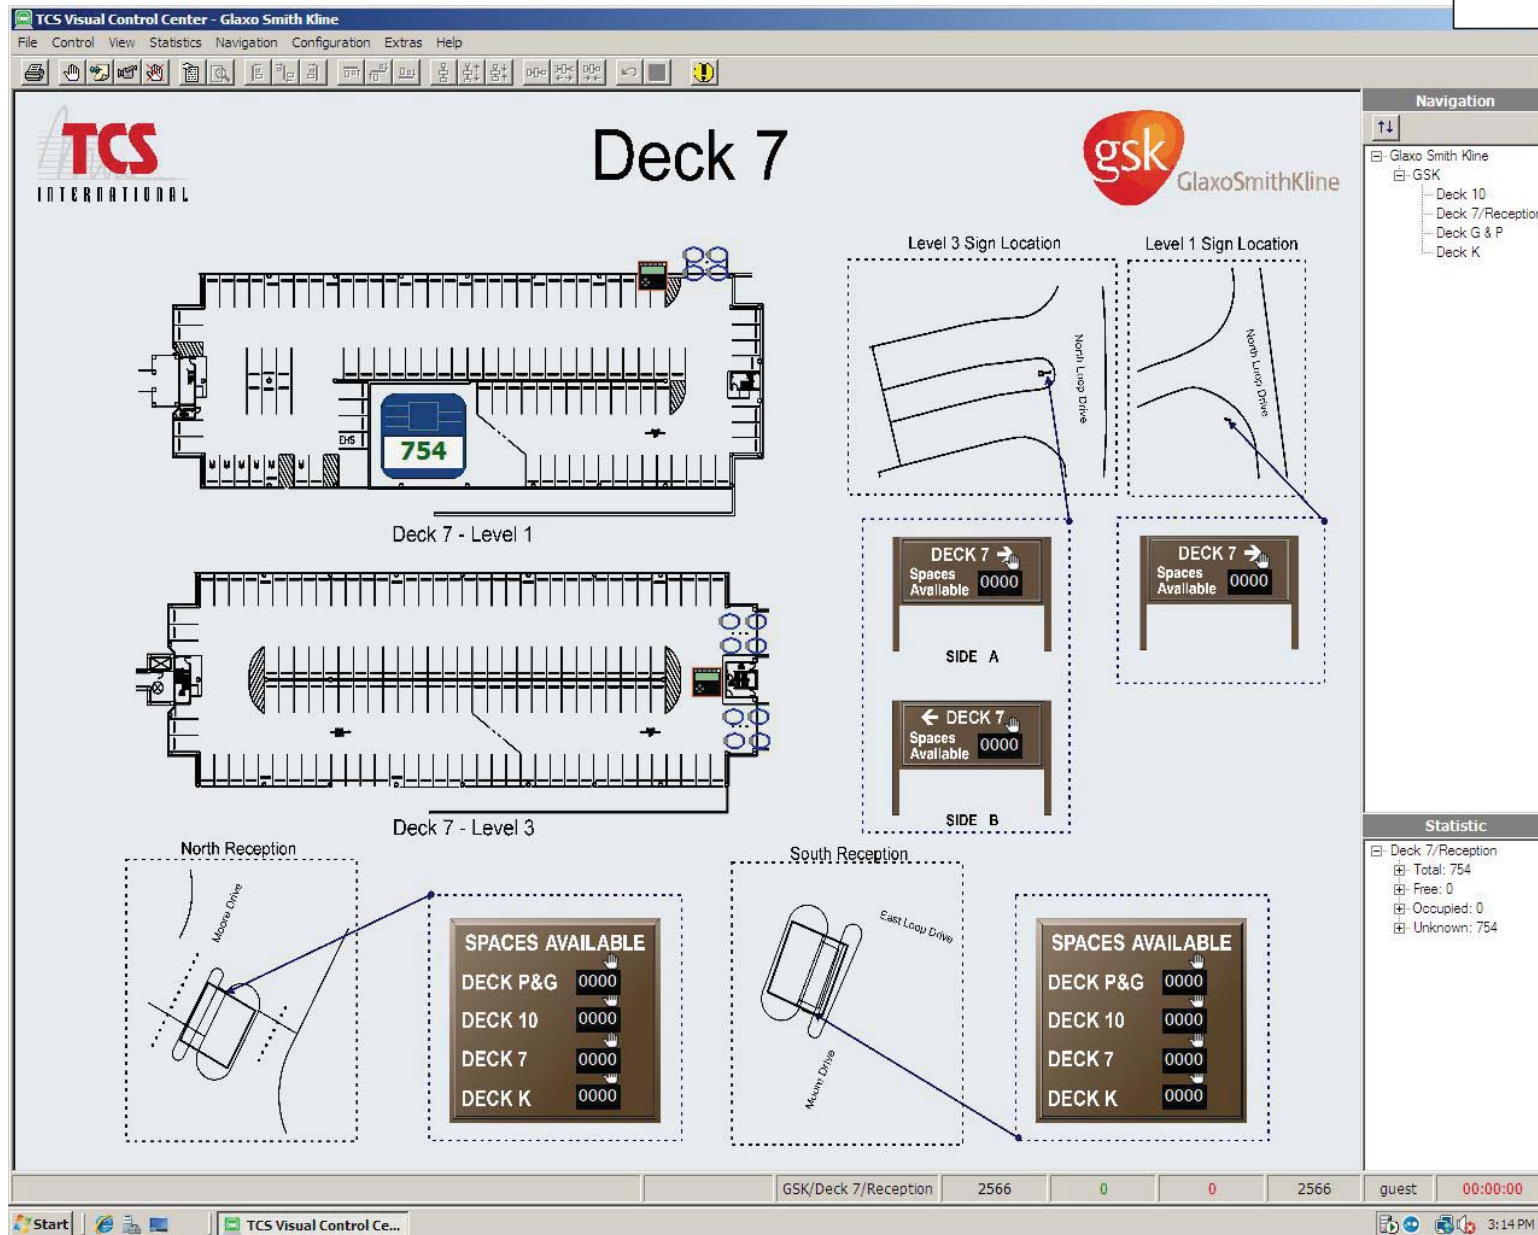 TCS Visual Control Center - Glaxo Smith Kline
File Control View Statistics Navigation Configuration Extras Help
TCS
INTERNATIONAL
Deck 7
gsk
GlaxoSmithKline
Navigation
Glaxo Smith Kline
GSK
Deck 10
Deck 7/Reception
Deck G & P
Deck K
Level 3 Sign Location
Level 1 Sign Location
North Loop Drive
North Loop Drive
EHS
754
Deck 7 - Level 1
DECK 7 →
Spaces
Available 0000
SIDE A
DECK 7 →
Spaces
Available 0000
← DECK 7
Spaces
Available 0000
SIDE B
Deck 7 - Level 3
Statistic
Deck 7/Reception
Total: 754
Free: 0
Occupied: 0
Unknown: 754
North Reception
Moore Drive
SPACES AVAILABLE
DECK P&G 0000
DECK 10 0000
DECK 7 0000
DECK K 0000
South Reception
East Loop Drive
Moore Drive
SPACES AVAILABLE
DECK P&G 0000
DECK 10 0000
DECK 7 0000
DECK K 0000
GSK/Deck 7/Reception 2566 0 0 2566 guest 00:00:00
Start TCS Visual Control Ce... 3:14 PM